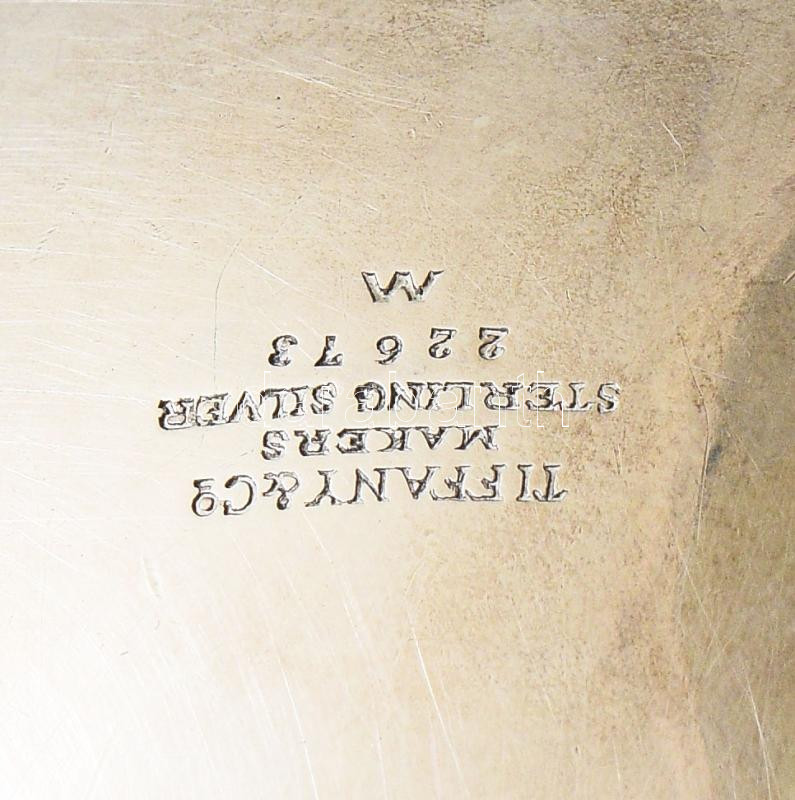 TIFFANY & Co
MAKERS
STERLING SILVER
22673
M